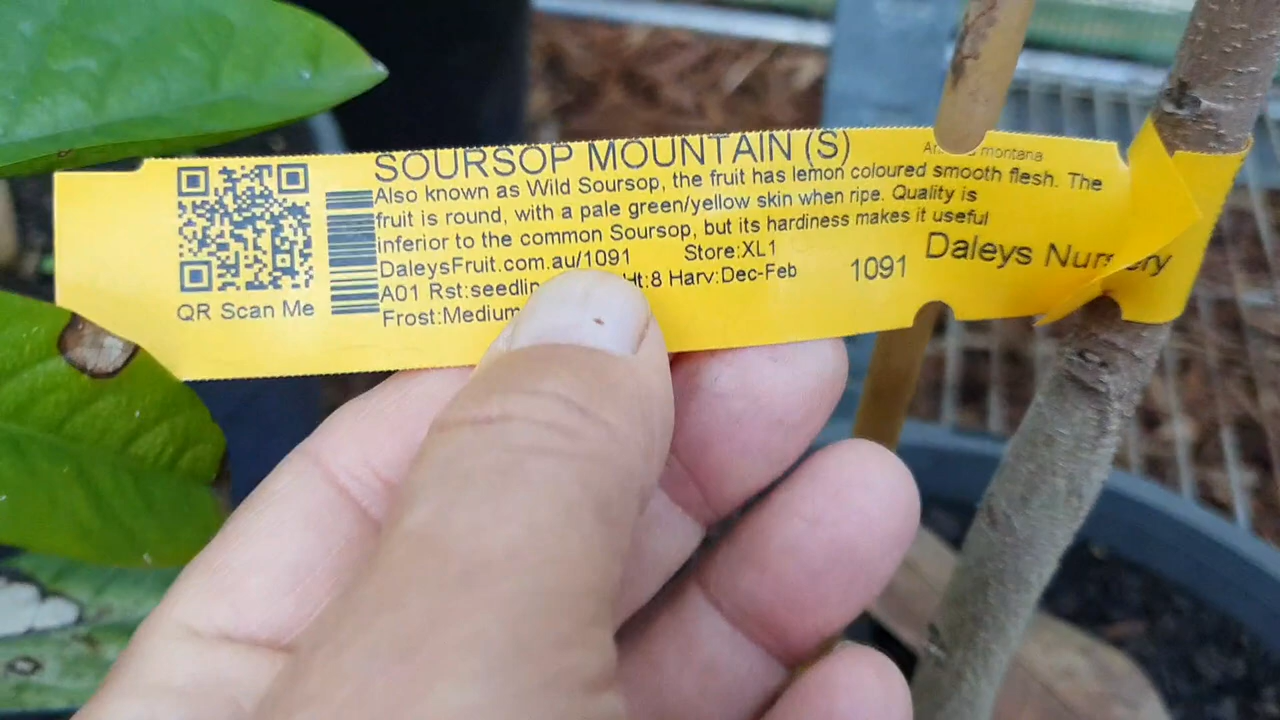 SOURSOP MOUNTAIN (S)
montana
Also known as Wild Soursop, the fruit has lemon coloured smooth flesh. The
fruit is round, with a pale green/yellow skin when ripe. Quality is
inferior to the common Soursop, but its hardiness makes it useful
DaleysFruit.com.au/1091 Store:XL1
A01 Rst:seedlin Ht:8 Harv:Dec-Feb
Frost:Medium
1091
Daleys Nursery
QR Scan Me